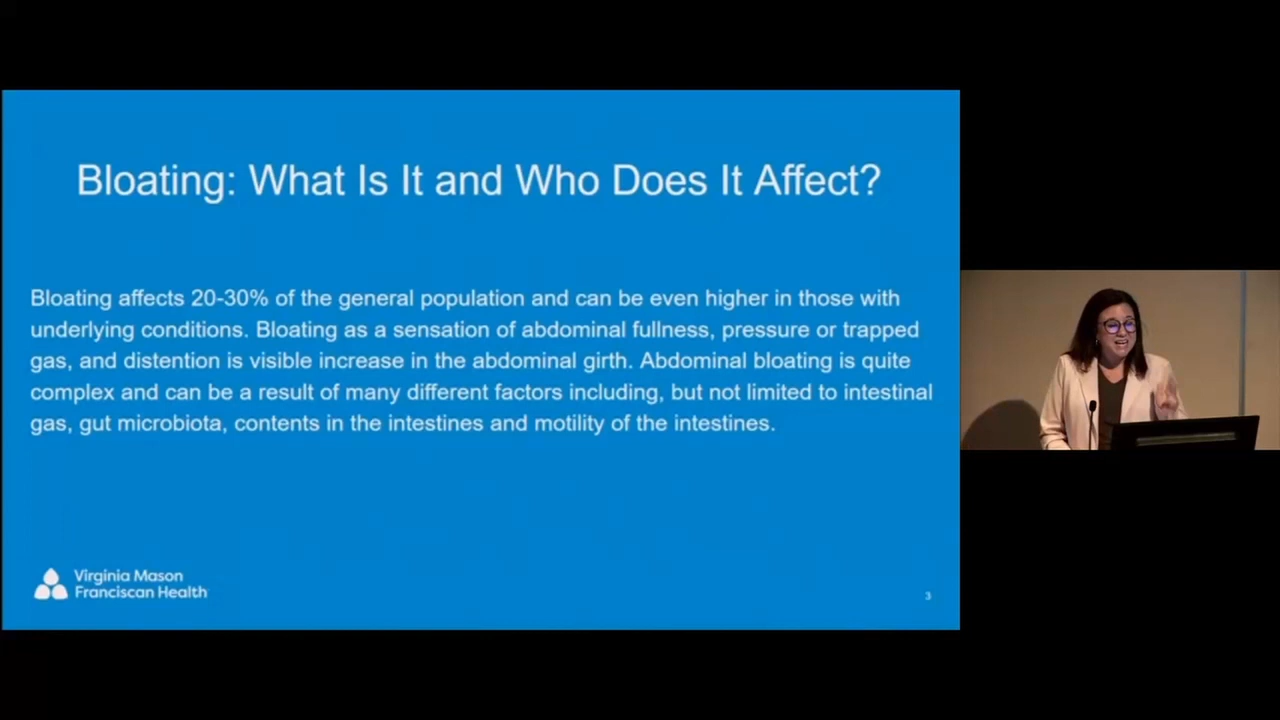 Bloating: What Is It and Who Does It Affect?
Bloating affects 20-30% of the general population and can be even higher in those with
underlying conditions. Bloating as a sensation of abdominal fullness, pressure or trapped
gas, and distention is visible increase in the abdominal girth. Abdominal bloating is quite
complex and can be a result of many different factors including, but not limited to intestinal
gas, gut microbiota, contents in the intestines and motility of the intestines.
Virginia Mason
Franciscan Health
3